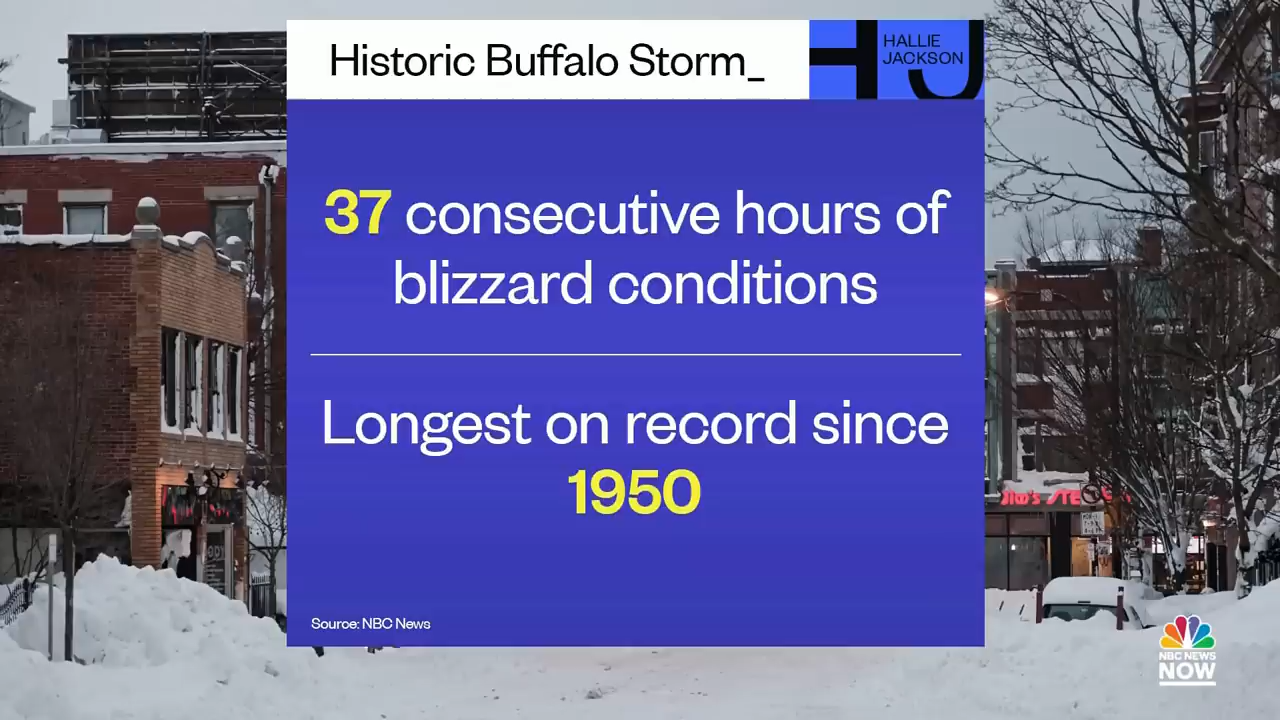 Historic Buffalo Storm_
HALLIE
JACKSON
37 consecutive hours of
blizzard conditions
Longest on record since
1950
Source: NBC News
NBC NEWS
NOW